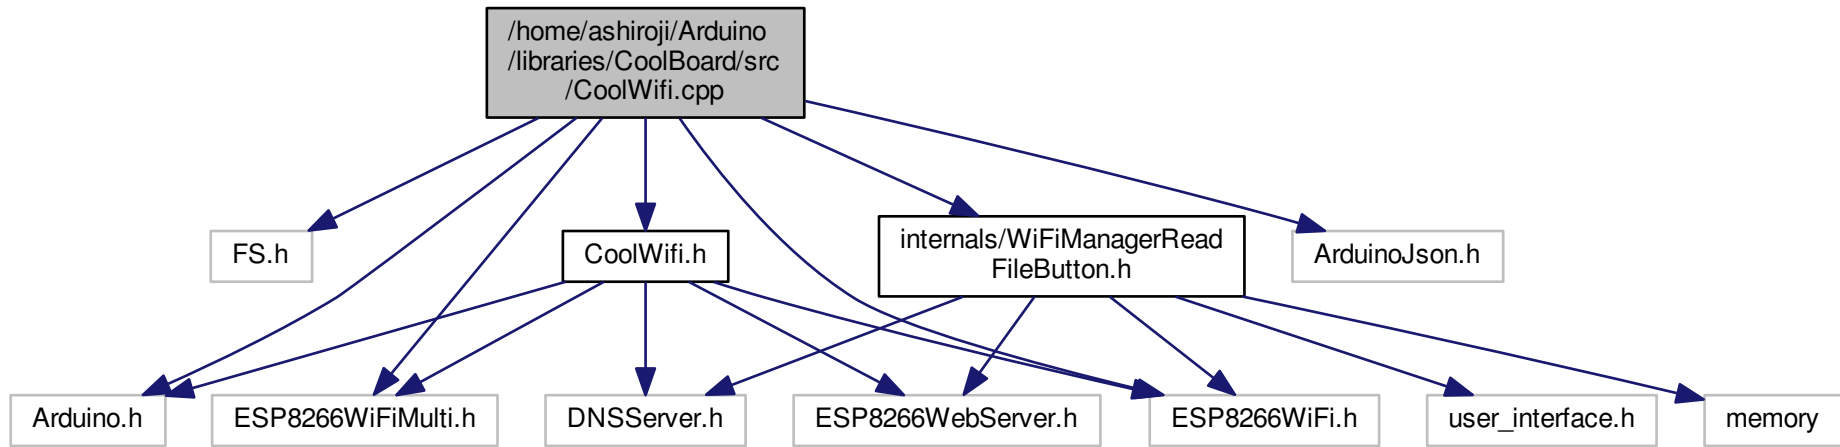 /home/ashiroji/Arduino
/libraries/CoolBoard/src
/CoolWifi.cpp
FS.h
CoolWifi.h
internals/WiFiManagerRead
FileButton.h
ArduinoJson.h
Arduino.h
ESP8266WiFiMulti.h
DNSServer.h
ESP8266WebServer.h
ESP8266WiFi.h
user_interface.h
memory